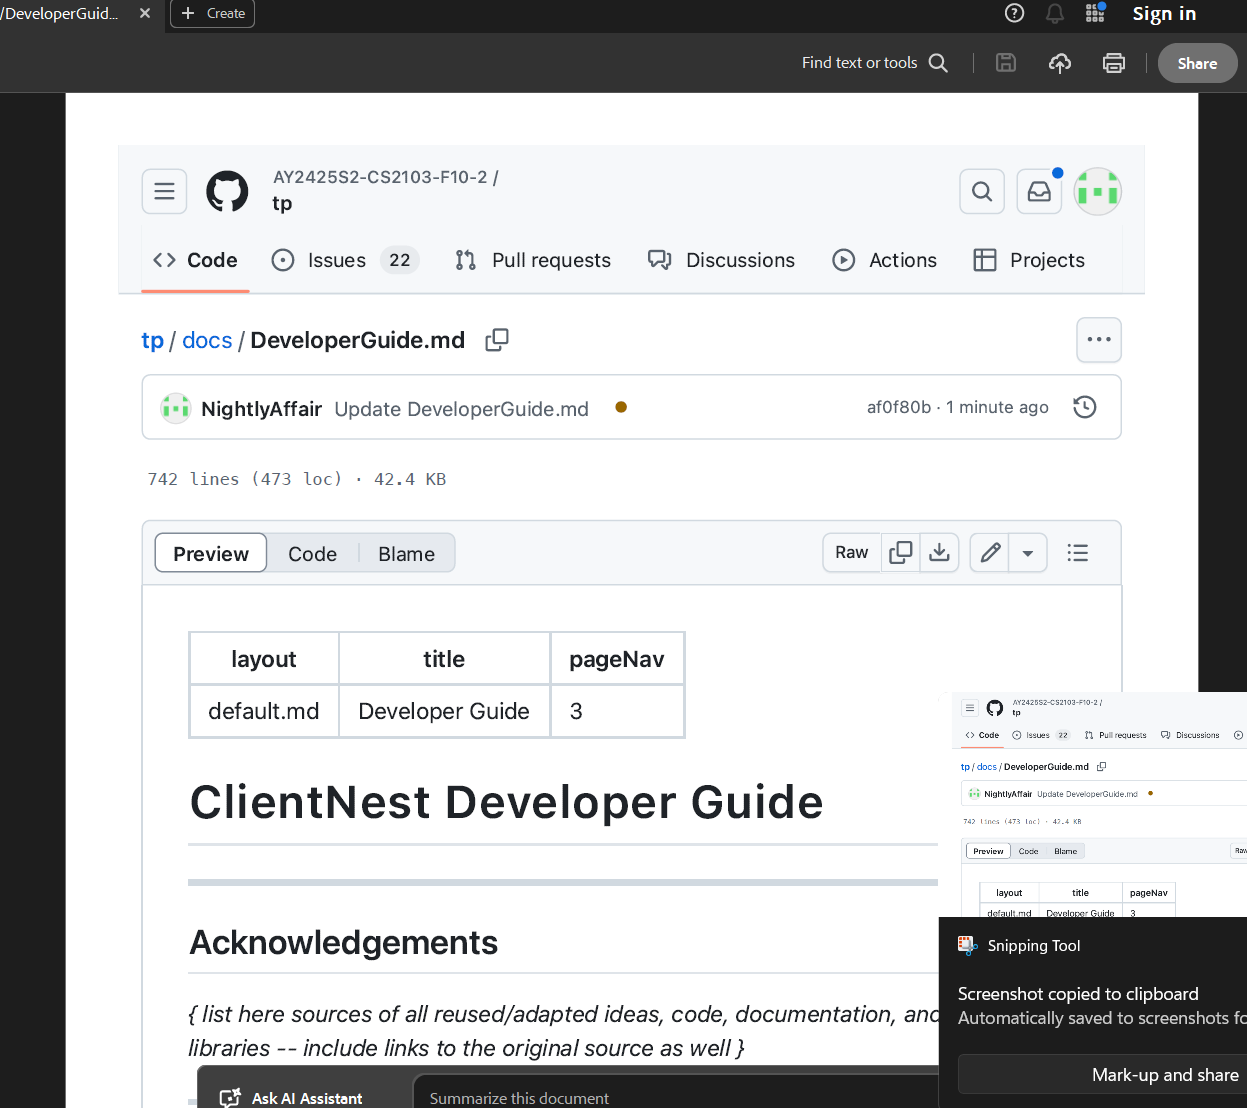 /DeveloperGuid...
Create
Sign in
Find text or tools
Share
AY2425S2-CS2103-F10-2 /
tp
Code
Issues 22
Pull requests
Discussions
Actions
Projects
tp / docs / DeveloperGuide.md
NightlyAffair Update DeveloperGuide.md
af0f80b · 1 minute ago
742 lines (473 loc) · 42.4 KB
Preview
Code
Blame
Raw
layout title pageNav
default.md Developer Guide 3
ClientNest Developer Guide
Acknowledgements
{ list here sources of all reused/adapted ideas, code, documentation, and
libraries -- include links to the original source as well }
Ask AI Assistant
Summarize this document
AY2425S2-CS2103-F10-2 /
tp
Code
Issues 22
Pull requests
Discussions
tp / docs / DeveloperGuide.md
NightlyAffair Update DeveloperGuide.md
742 lines (473 loc) · 42.4 KB
Preview
Code
Blame
Raw
layout title pageNav
default.md Developer Guide 3
Snipping Tool
Screenshot copied to clipboard
Automatically saved to screenshots fo
Mark-up and share